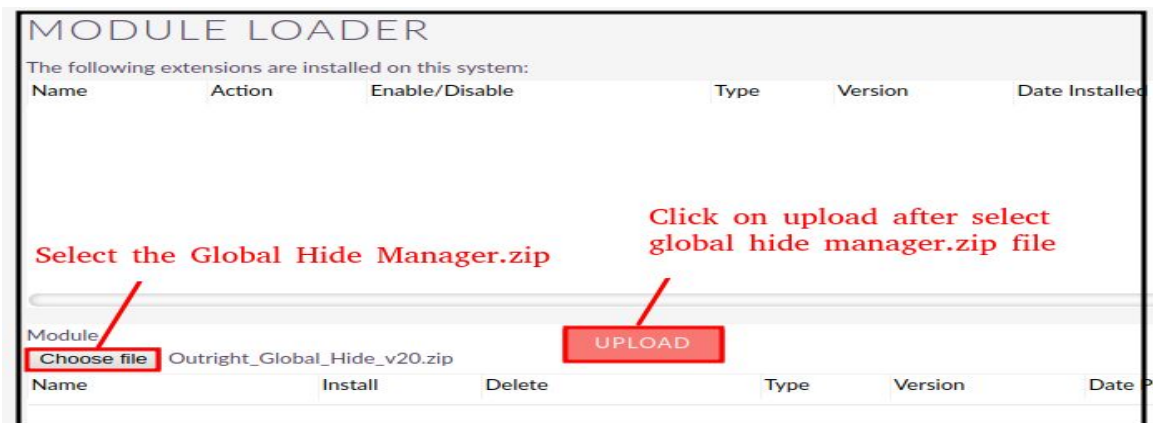 MODULE LOADER
The following extensions are installed on this system:
Name Action Enable/Disable Type Version Date Installed
Click on upload after select
global hide manager.zip file
Select the Global Hide Manager.zip
Module
UPLOAD
Choose file Outright_Global_Hide_v20.zip
Name Install Delete Type Version Date P